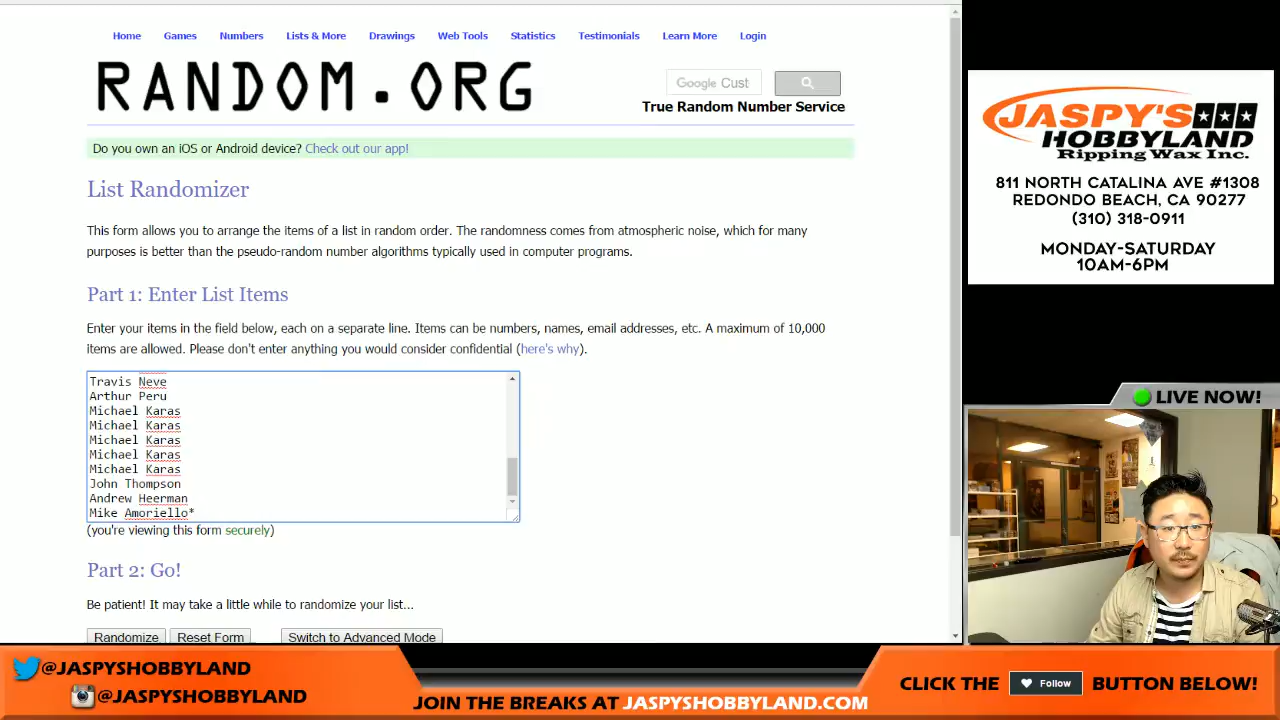 Home Games Numbers Lists & More Drawings Web Tools Statistics Testimonials Learn More Login
RANDOM.ORG
Google Cust
True Random Number Service
Do you own an iOS or Android device? Check out our app!
List Randomizer
This form allows you to arrange the items of a list in random order. The randomness comes from atmospheric noise, which for many
purposes is better than the pseudo-random number algorithms typically used in computer programs.
Part 1: Enter List Items
Enter your items in the field below, each on a separate line. Items can be numbers, names, email addresses, etc. A maximum of 10,000
items are allowed. Please don't enter anything you would consider confidential (here's why).
Travis Neve
Arthur Peru
Michael Karas
Michael Karas
Michael Karas
Michael Karas
Michael Karas
John Thompson
Andrew Heerman
Mike Amoriello*
(you're viewing this form securely)
Part 2: Go!
Be patient! It may take a little while to randomize your list...
Randomize Reset Form Switch to Advanced Mode
JASPY'S
HOBBYLAND
Ripping Wax Inc.
811 NORTH CATALINA AVE #1308
REDONDO BEACH, CA 90277
(310) 318-0911
MONDAY-SATURDAY
10AM-6PM
LIVE NOW!
@JASPYSHOBBYLAND
@JASPYSHOBBYLAND
JOIN THE BREAKS AT JASPYSHOBBYLAND.COM
CLICK THE Follow BUTTON BELOW!